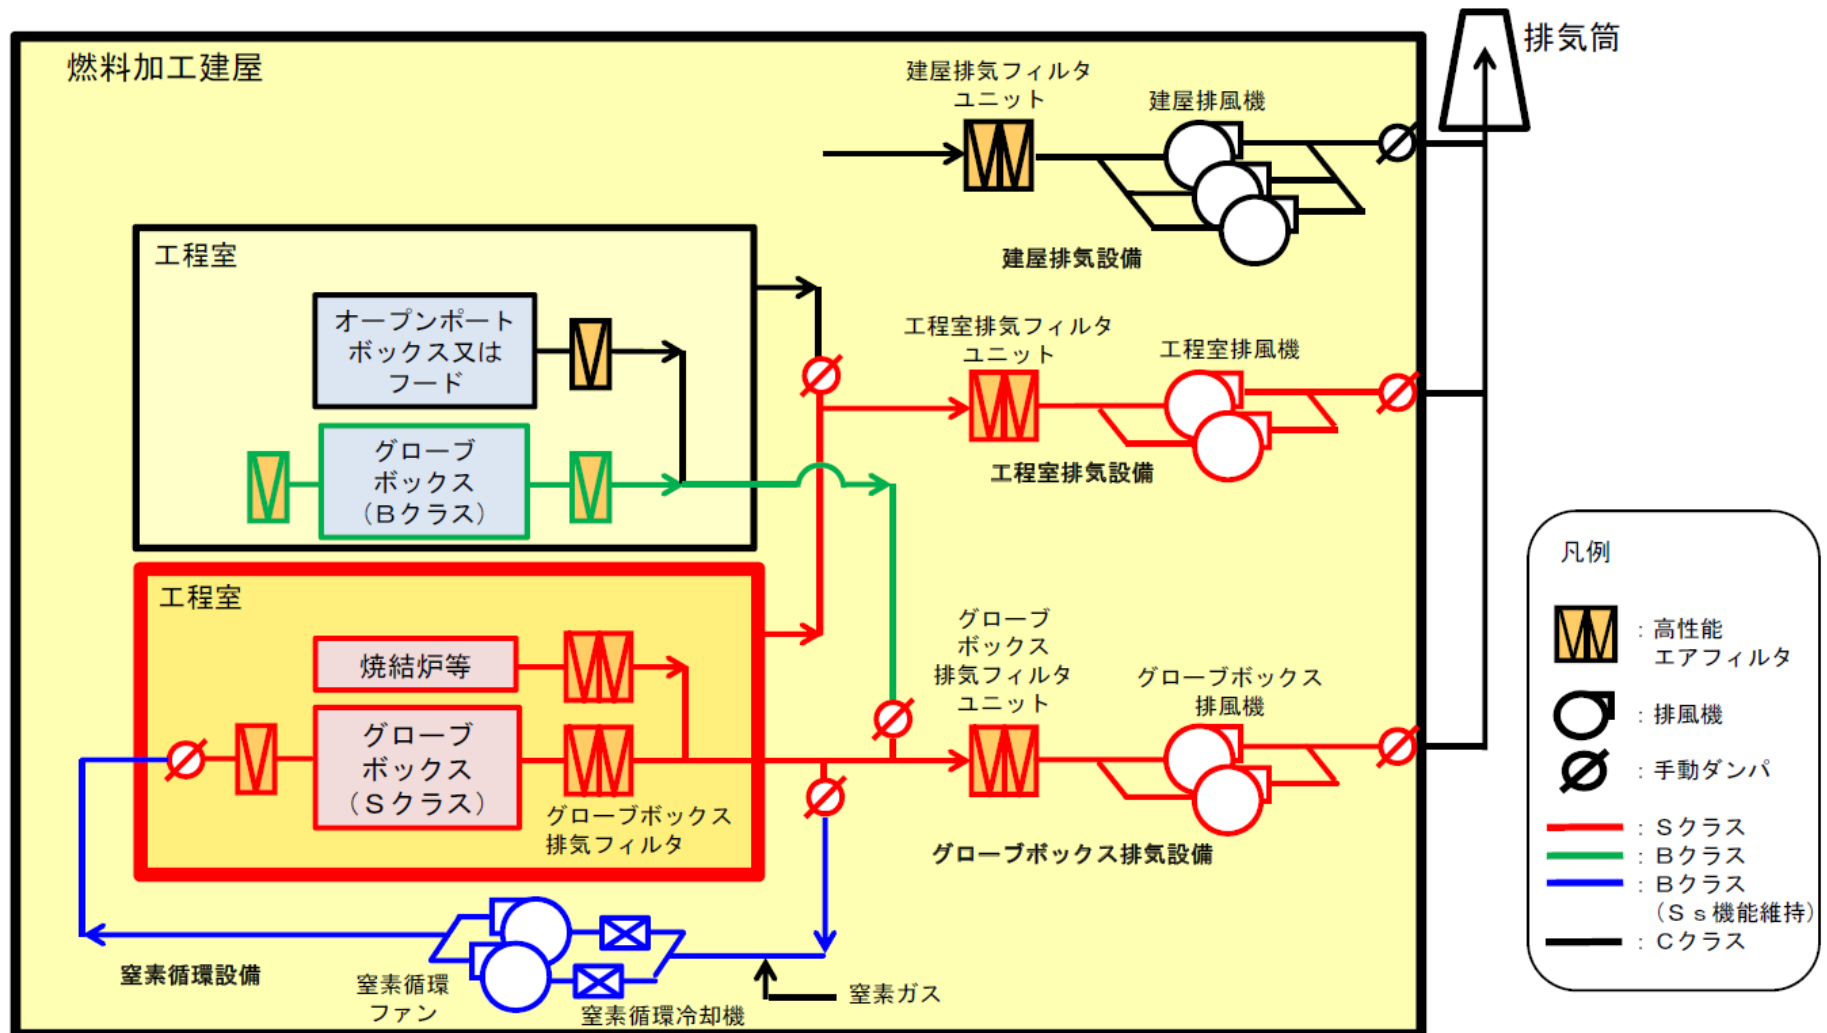 燃料加工建屋
排気筒
建屋排気フィルタ
ユニット
建屋排風機
建屋排気設備
工程室
オープンポート
ボックス又は
フード
グローブ
ボックス
（Ｂクラス）
工程室排気フィルタ
ユニット
工程室排風機
工程室排気設備
工程室
焼結炉等
グローブ
ボックス
（Ｓクラス）
グローブボックス
排気フィルタ
グローブ
ボックス
排気フィルタ
ユニット
グローブボックス
排風機
グローブボックス排気設備
窒素循環設備
窒素循環
ファン
窒素循環冷却機
窒素ガス
凡例
：高性能
エアフィルタ
：排風機
：手動ダンパ
：Ｓクラス
：Ｂクラス
：Ｂクラス
（Ｓｓ機能維持）
：Ｃクラス